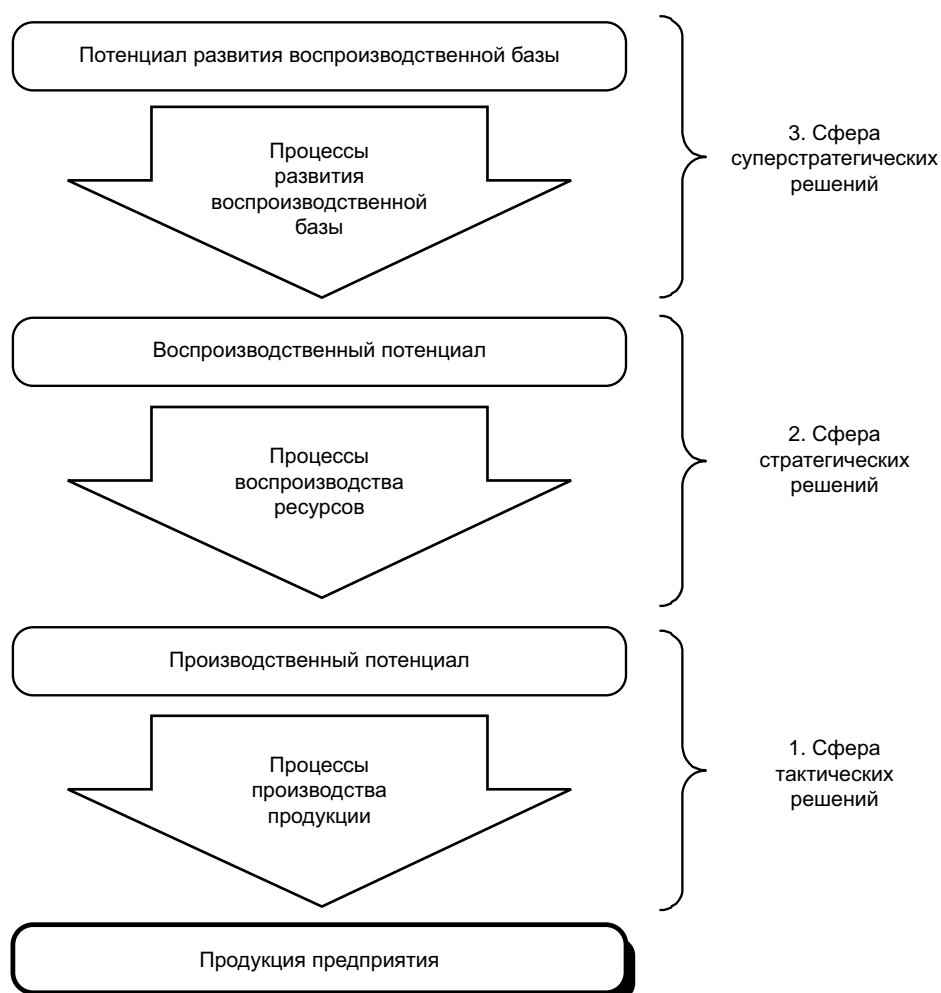 Потенциал развития воспроизводственной базы
Процессы
развития
воспроизводственной
базы
3. Сфера
суперстратегических
решений
Воспроизводственный потенциал
Процессы
воспроизводства
ресурсов
2. Сфера
стратегических
решений
Производственный потенциал
Процессы
производства
продукции
1. Сфера
тактических
решений
Продукция предприятия